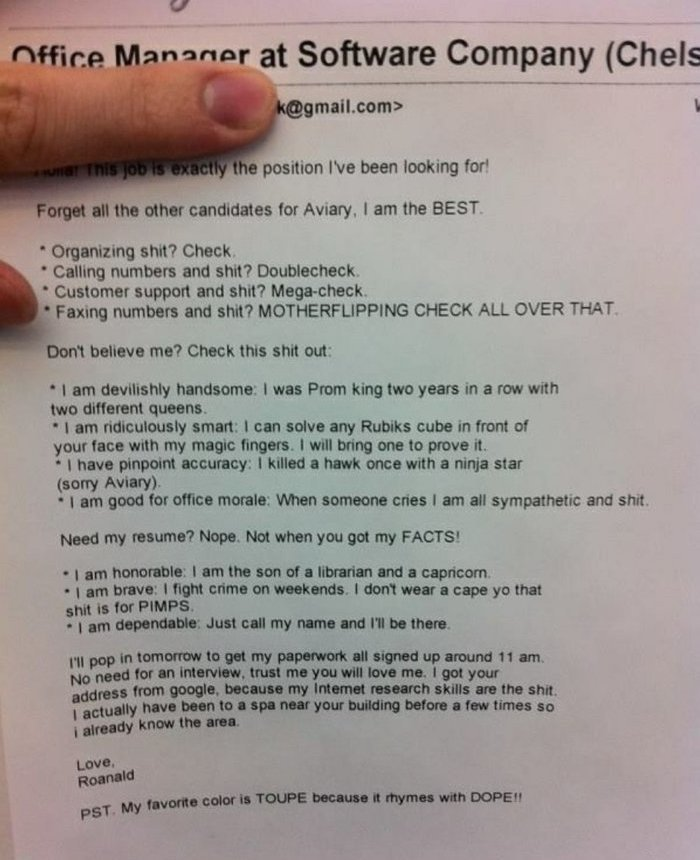 Office Manager at Software Company (Chels
k@gmail.com>
This job is exactly the position I've been looking for!
Forget all the other candidates for Aviary, I am the BEST.
* Organizing shit? Check.
* Calling numbers and shit? Doublecheck.
* Customer support and shit? Mega-check.
* Faxing numbers and shit? MOTHERFLIPPING CHECK ALL OVER THAT.
Don't believe me? Check this shit out:
* I am devilishly handsome: I was Prom king two years in a row with
two different queens.
* I am ridiculously smart: I can solve any Rubiks cube in front of
your face with my magic fingers. I will bring one to prove it.
* I have pinpoint accuracy: I killed a hawk once with a ninja star
(sorry Aviary).
* I am good for office morale: When someone cries I am all sympathetic and shit.
Need my resume? Nope. Not when you got my FACTS!
* I am honorable: I am the son of a librarian and a capricorn.
* I am brave: I fight crime on weekends. I don't wear a cape yo that
shit is for PIMPS.
* I am dependable: Just call my name and I'll be there.
I'll pop in tomorrow to get my paperwork all signed up around 11 am.
No need for an interview, trust me you will love me. I got your
address from google, because my Internet research skills are the shit.
I actually have been to a spa near your building before a few times so
i already know the area.
Love,
Roanald
PST. My favorite color is TOUPE because it rhymes with DOPE!!